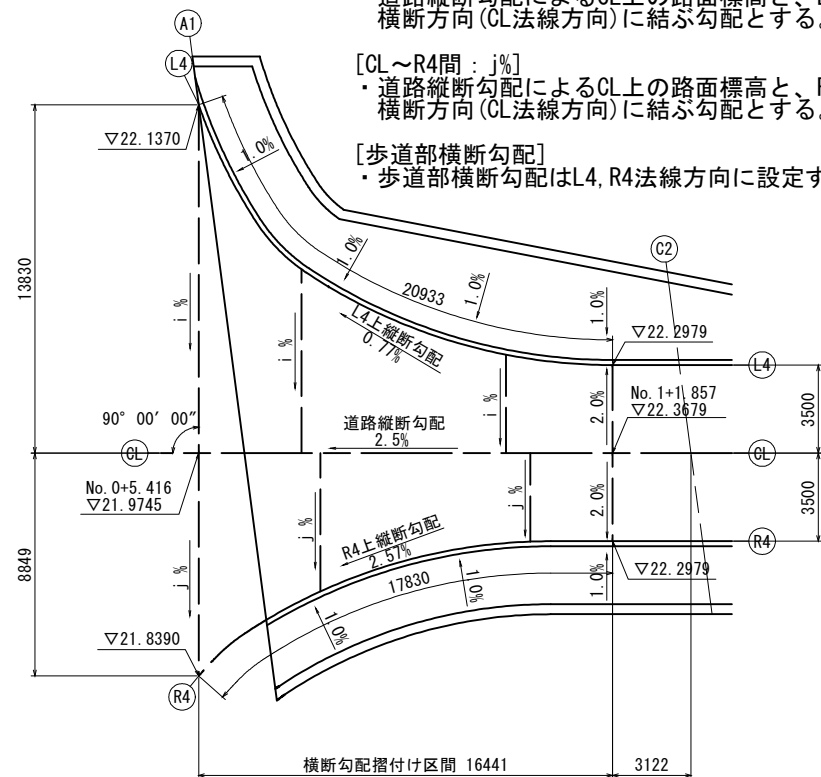 横断方向(CL法線方向)に結ぶ勾配とする。
[CL～R4間：j%]
・道路縦断勾配によるCL上の路面標高と、
横断方向(CL法線方向)に結ぶ勾配とする。
[歩道部横断勾配]
・歩道部横断勾配はL4,R4法線方向に設定す
A1
L4
▽22.1370
1.0%
1.0%
1.0%
1.0%
C2
13830
20933
L4上縦断勾配
0.77%
▽22.2979
L4
i %
i %
i %
2.0%
No.1+1.857
▽22.3679
3500
90° 00′ 00″
道路縦断勾配
2.5%
CL
CL
No.0+5.416
▽21.9745
j %
j %
j %
2.0%
3500
R4上縦断勾配
2.57%
R4
8849
17830
▽22.2979
1.0%
1.0%
1.0%
▽21.8390
R4
横断勾配摺付け区間 16441
3122